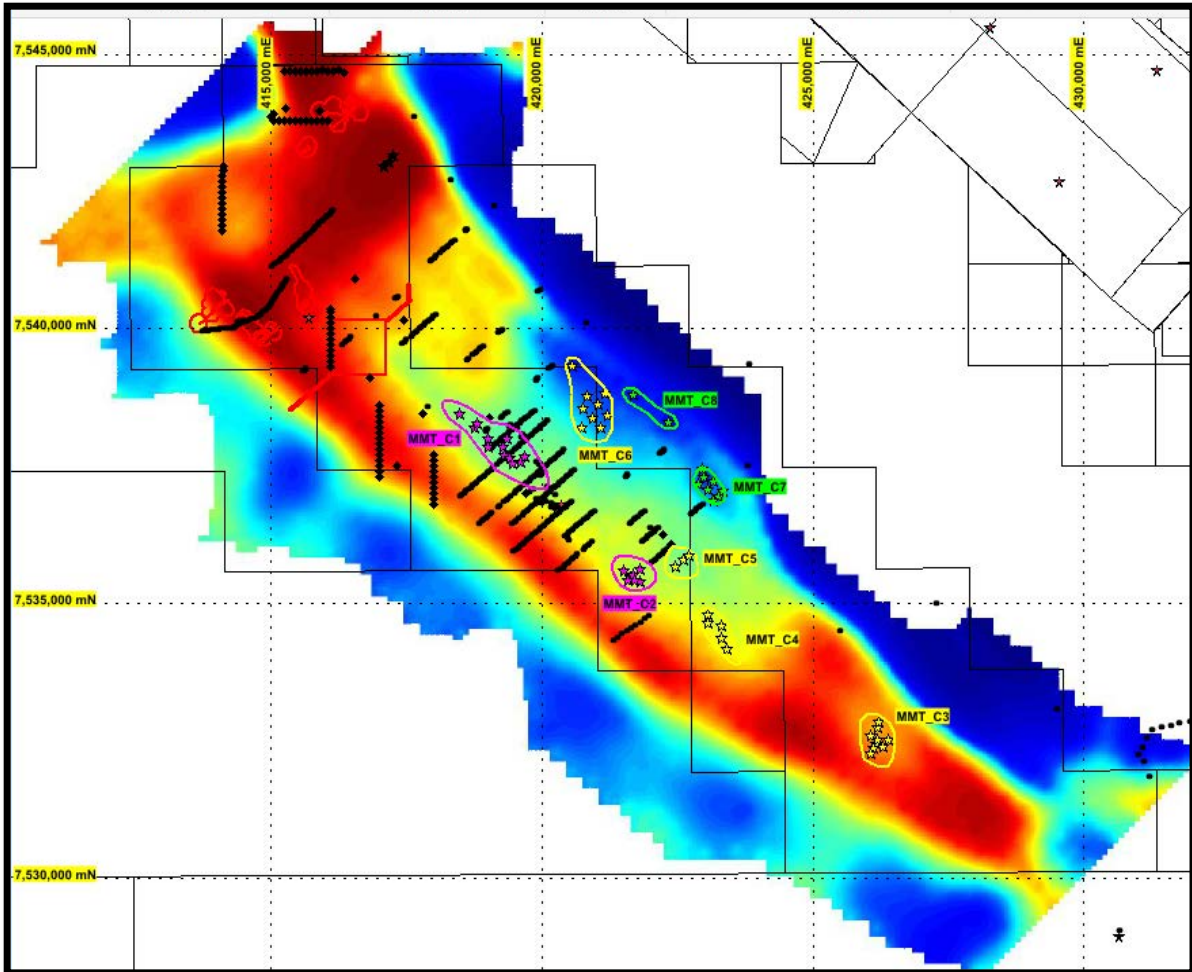 7,545,000 mN
415,000 mE
420,000 mE
425,000 mE
430,000 mE
7,540,000 mN
MMT_C8
MMT_C1
MMT_C6
MMT_C7
MMT_C5
7,535,000 mN
MMT_C2
MMT_C4
MMT_C3
7,530,000 mN